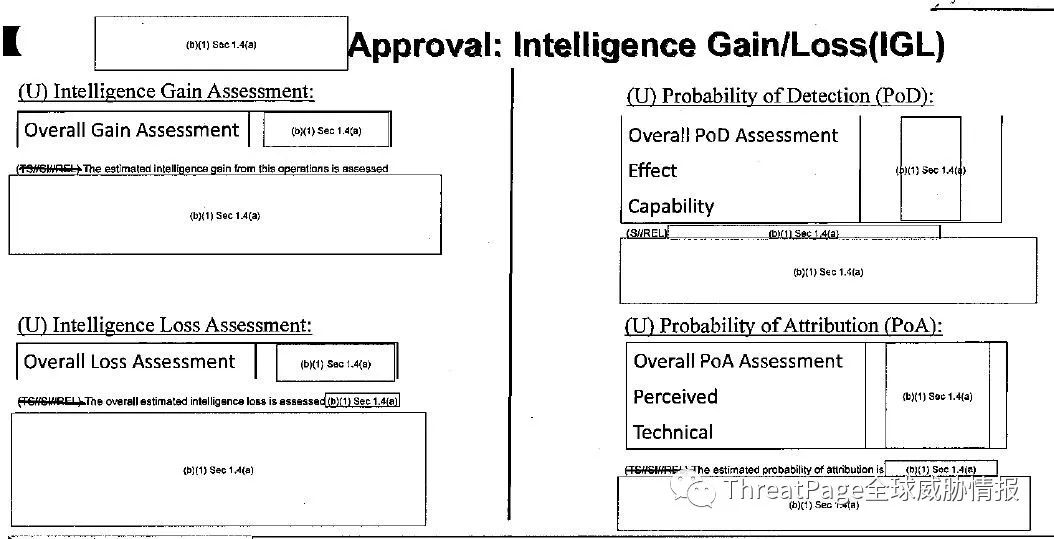 (b)(1) Sec 1.4(a)
Approval: Intelligence Gain/Loss(IGL)
(U) Intelligence Gain Assessment:
Overall Gain Assessment (b)(1) Sec 1.4(a)
(TS//SI//REL) The estimated intelligence gain from this operations is assessed
(b)(1) Sec 1.4(a)
(U) Intelligence Loss Assessment:
Overall Loss Assessment (b)(1) Sec 1.4(a)
(TS//SI//REL) The overall estimated intelligence loss is assessed (b)(1) Sec 1.4(a)
(b)(1) Sec 1.4(a)
(U) Probability of Detection (PoD):
Overall PoD Assessment
Effect (b)(1) Sec 1.4(a)
Capability
(S//REL) (b)(1) Sec 1.4(a)
(b)(1) Sec 1.4(a)
(U) Probability of Attribution (PoA):
Overall PoA Assessment
Perceived (b)(1) Sec 1.4(a)
Technical
(TS//SI//REL) The estimated probability of attribution is (b)(1) Sec 1.4(a)
ThreatPage全球威胁情报
(b)(1) Sec 1.4(a)